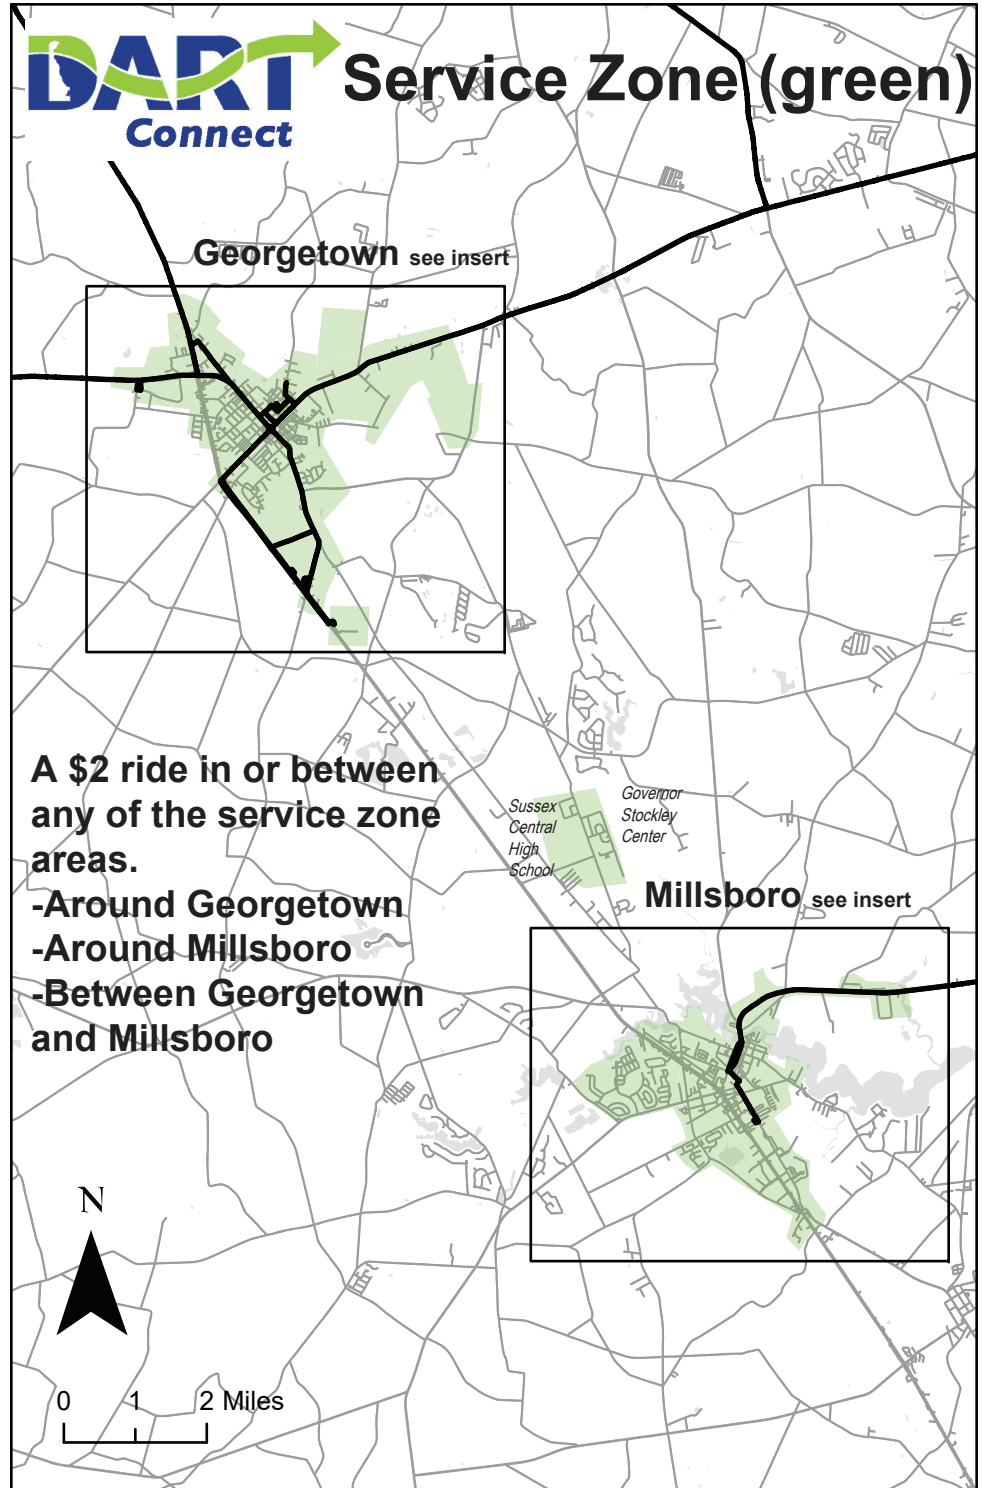 DART
Connect
Service Zone (green)
Georgetown see insert
A $2 ride in or between
any of the service zone
areas.
-Around Georgetown
-Around Millsboro
-Between Georgetown
and Millsboro
Sussex
Central
High
School
Governor
Stockley
Center
Millsboro see insert
N
0 1 2 Miles